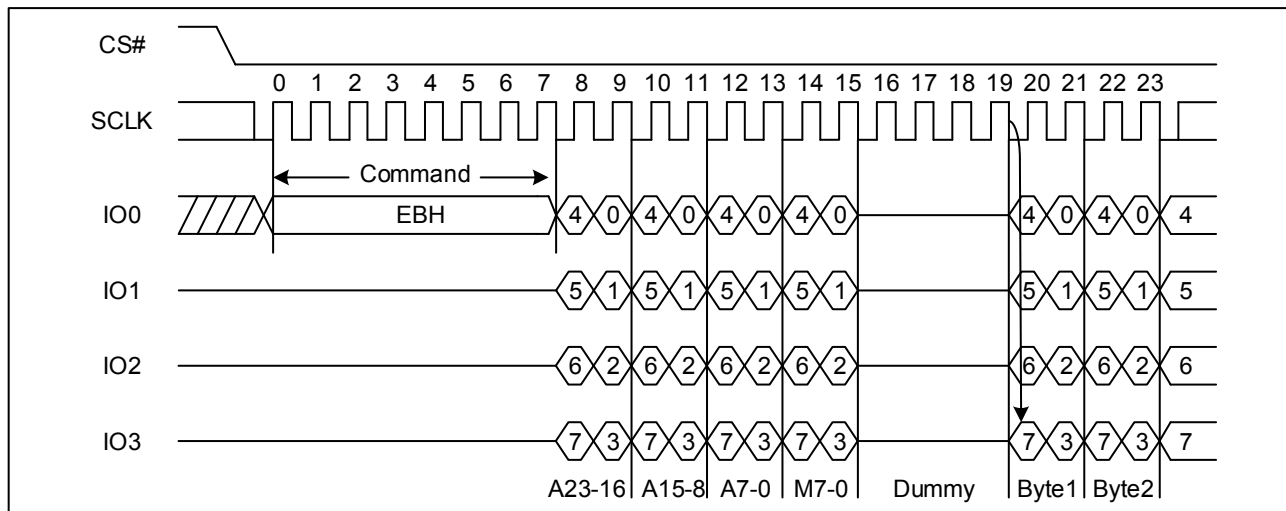 CS#
0 1 2 3 4 5 6 7 8 9 10 11 12 13 14 15 16 17 18 19 20 21 22 23
SCLK
Command
IO0 EBH 4 0 4 0 4 0 4 0 4 0 4 0 4
IO1 5 1 5 1 5 1 5 1 5 1 5 1 5
IO2 6 2 6 2 6 2 6 2 6 2 6 2 6
IO3 7 3 7 3 7 3 7 3 7 3 7 3 7
A23-16 A15-8 A7-0 M7-0 Dummy Byte1 Byte2